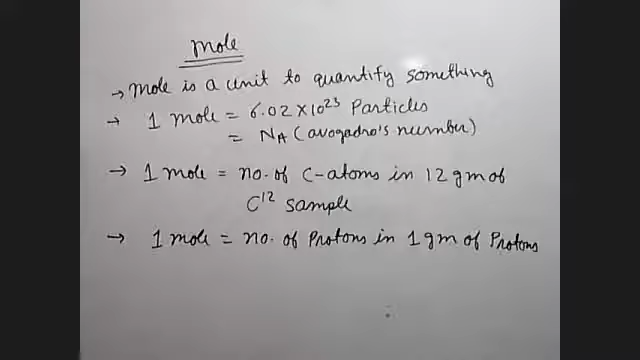 Mole
→ Mole is a unit to quantify something
→ 1 mole = 6.02 × 10²³ Particles
= NA (avogadro's number)
→ 1 mole = no. of C-atoms in 12 gm of
C¹² sample
→ 1 mole = no. of Protons in 1 gm of Protons